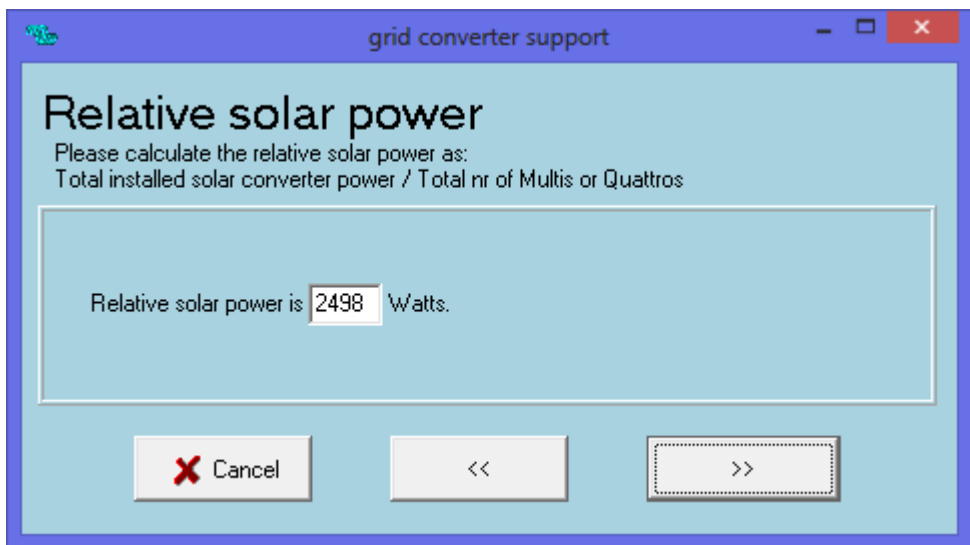 grid converter support
Relative solar power
Please calculate the relative solar power as:
Total installed solar converter power / Total nr of Multis or Quattros
Relative solar power is 2498 Watts.
Cancel << >>